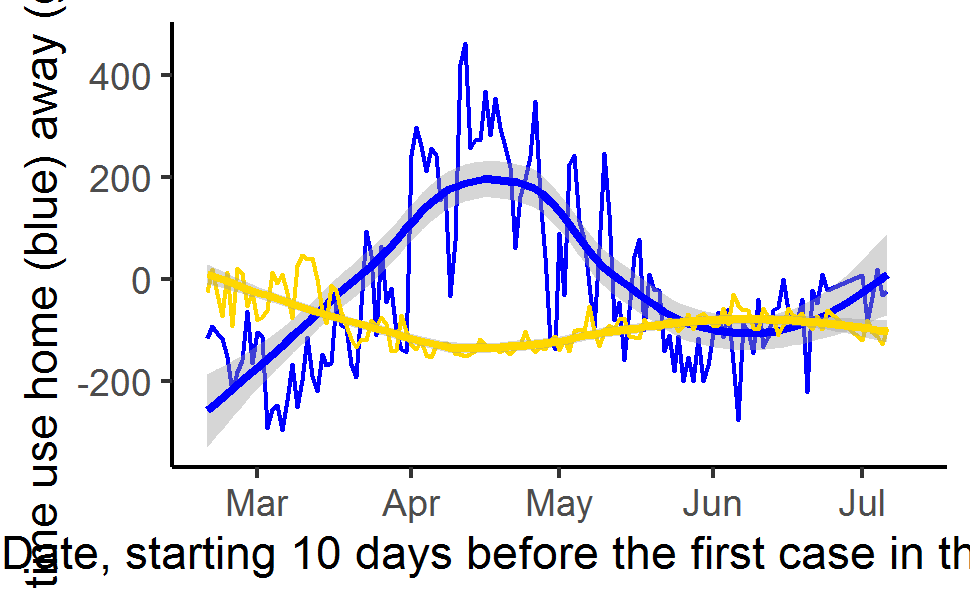 time use home (blue) away (
400
200
0
-200
Mar Apr May Jun Jul
Date, starting 10 days before the first case in th